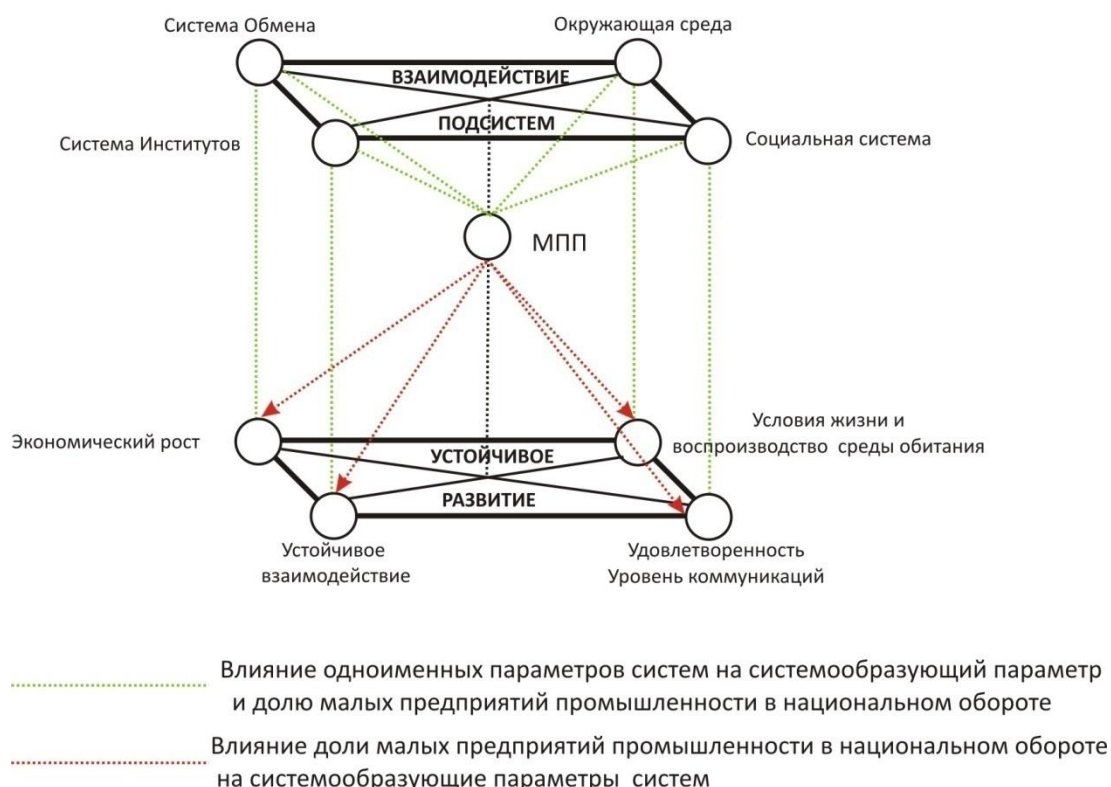 Система Обмена
Окружающая среда
ВЗАИМОДЕЙСТВИЕ
ПОДСИСТЕМ
Система Институтов
Социальная система
МПП
Экономический рост
Условия жизни и
воспроизводство среды обитания
УСТОЙЧИВОЕ
РАЗВИТИЕ
Устойчивое
взаимодействие
Удовлетворенность
Уровень коммуникаций
Влияние одноименных параметров систем на системообразующий параметр
и долю малых предприятий промышленности в национальном обороте
Влияние доли малых предприятий промышленности в национальном обороте
на системообразующие параметры систем